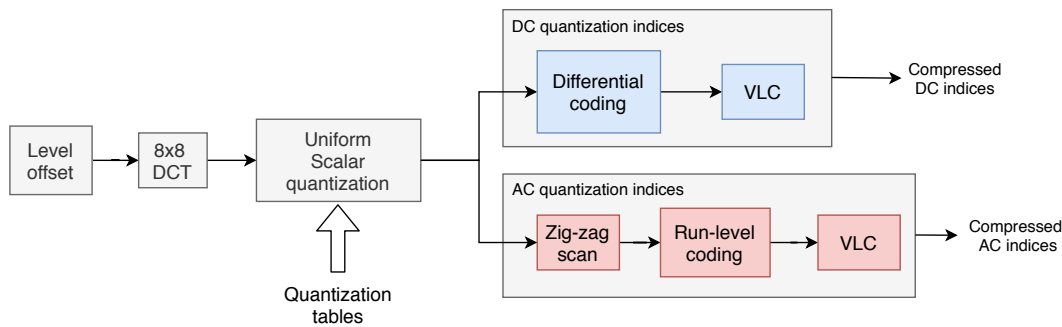 Level
offset
8x8
DCT
Uniform
Scalar
quantization
Quantization
tables
DC quantization indices
Differential
coding
VLC
Compressed
DC indices
AC quantization indices
Zig-zag
scan
Run-level
coding
VLC
Compressed
AC indices